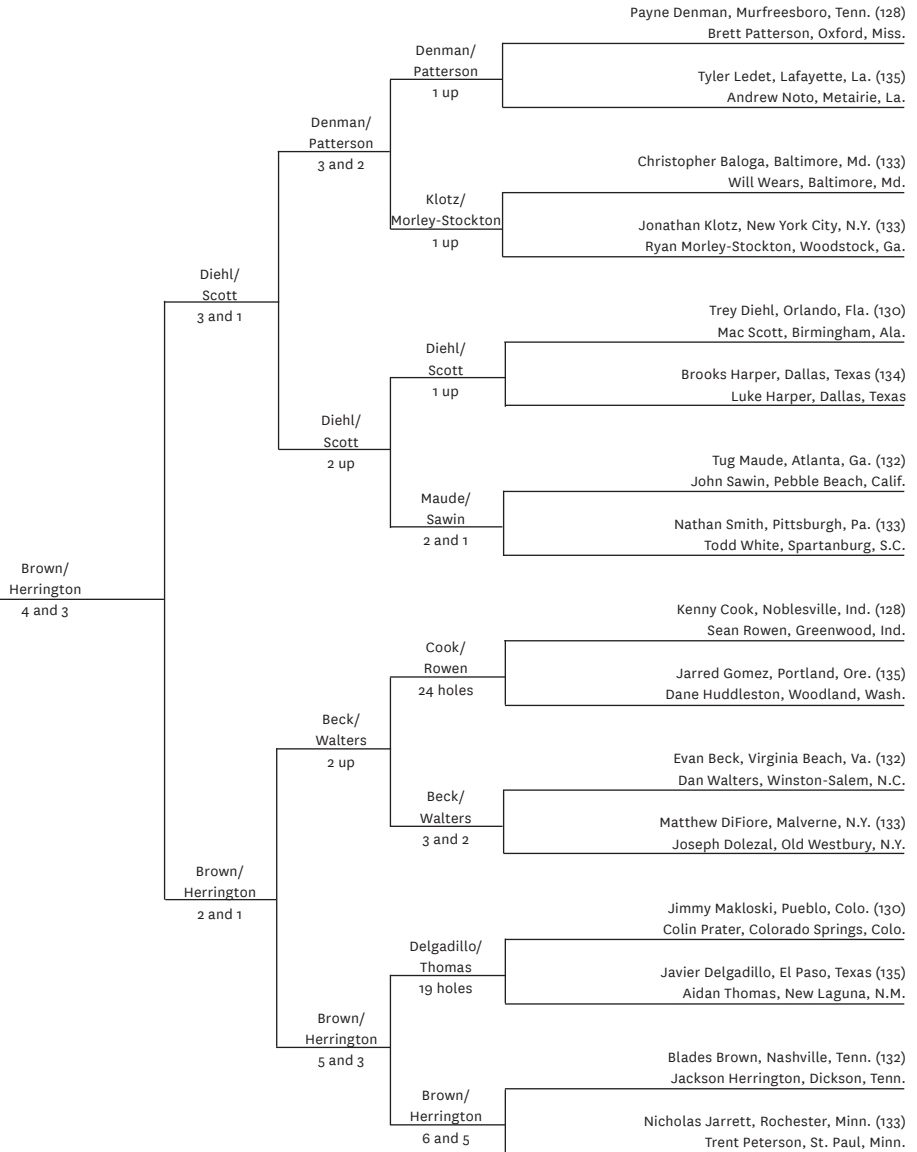 Payne Denman, Murfreesboro, Tenn. (128)
Brett Patterson, Oxford, Miss.
Denman/
Patterson
1 up
Tyler Ledet, Lafayette, La. (135)
Andrew Noto, Metairie, La.
Denman/
Patterson
3 and 2
Christopher Baloga, Baltimore, Md. (133)
Will Wears, Baltimore, Md.
Klotz/
Morley-Stockton
1 up
Jonathan Klotz, New York City, N.Y. (133)
Ryan Morley-Stockton, Woodstock, Ga.
Diehl/
Scott
3 and 1
Trey Diehl, Orlando, Fla. (130)
Mac Scott, Birmingham, Ala.
Diehl/
Scott
1 up
Brooks Harper, Dallas, Texas (134)
Luke Harper, Dallas, Texas
Diehl/
Scott
2 up
Tug Maude, Atlanta, Ga. (132)
John Sawin, Pebble Beach, Calif.
Maude/
Sawin
2 and 1
Nathan Smith, Pittsburgh, Pa. (133)
Todd White, Spartanburg, S.C.
Brown/
Herrington
4 and 3
Kenny Cook, Noblesville, Ind. (128)
Sean Rowen, Greenwood, Ind.
Cook/
Rowen
24 holes
Jarred Gomez, Portland, Ore. (135)
Dane Huddleston, Woodland, Wash.
Beck/
Walters
2 up
Evan Beck, Virginia Beach, Va. (132)
Dan Walters, Winston-Salem, N.C.
Beck/
Walters
3 and 2
Matthew DiFiore, Malverne, N.Y. (133)
Joseph Dolezal, Old Westbury, N.Y.
Brown/
Herrington
2 and 1
Jimmy Makloski, Pueblo, Colo. (130)
Colin Prater, Colorado Springs, Colo.
Delgadillo/
Thomas
19 holes
Javier Delgadillo, El Paso, Texas (135)
Aidan Thomas, New Laguna, N.M.
Brown/
Herrington
5 and 3
Blades Brown, Nashville, Tenn. (132)
Jackson Herrington, Dickson, Tenn.
Brown/
Herrington
6 and 5
Nicholas Jarrett, Rochester, Minn. (133)
Trent Peterson, St. Paul, Minn.